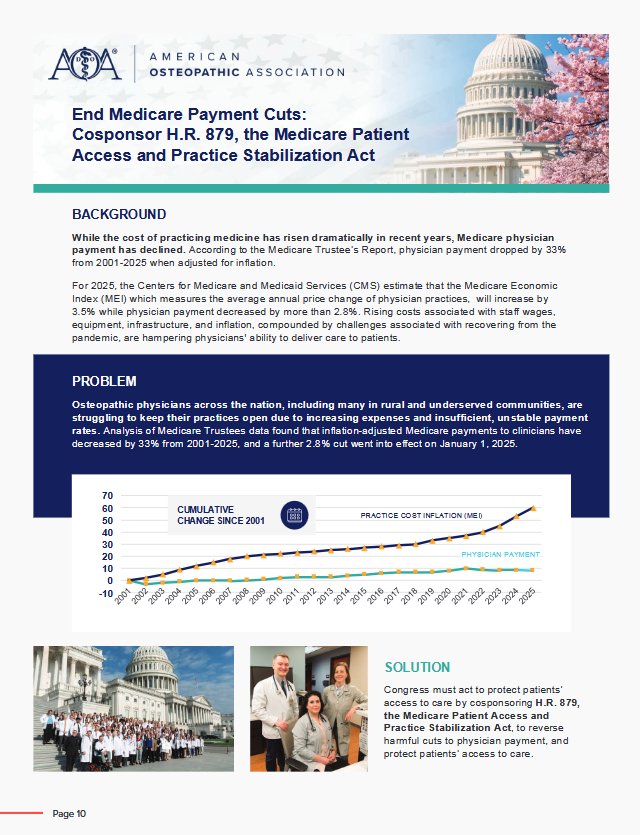 AOA®
DO
AMERICAN
OSTEOPATHIC ASSOCIATION
End Medicare Payment Cuts:
Cosponsor H.R. 879, the Medicare Patient
Access and Practice Stabilization Act
BACKGROUND
While the cost of practicing medicine has risen dramatically in recent years, Medicare physician
payment has declined. According to the Medicare Trustee's Report, physician payment dropped by 33%
from 2001-2025 when adjusted for inflation.
For 2025, the Centers for Medicare and Medicaid Services (CMS) estimate that the Medicare Economic
Index (MEI) which measures the average annual price change of physician practices, will increase by
3.5% while physician payment decreased by more than 2.8%. Rising costs associated with staff wages,
equipment, infrastructure, and inflation, compounded by challenges associated with recovering from the
pandemic, are hampering physicians' ability to deliver care to patients.
PROBLEM
Osteopathic physicians across the nation, including many in rural and underserved communities, are
struggling to keep their practices open due to increasing expenses and insufficient, unstable payment
rates. Analysis of Medicare Trustees data found that inflation-adjusted Medicare payments to clinicians have
decreased by 33% from 2001-2025, and a further 2.8% cut went into effect on January 1, 2025.
CUMULATIVE
CHANGE SINCE 2001
PRACTICE COST INFLATION (MEI)
PHYSICIAN PAYMENT
70
60
50
40
30
20
10
0
-10
2001 2002 2003 2004 2005 2006 2007 2008 2009 2010 2011 2012 2013 2014 2015 2016 2017 2018 2019 2020 2021 2022 2023 2024 2025
SOLUTION
Congress must act to protect patients'
access to care by cosponsoring H.R. 879,
the Medicare Patient Access and
Practice Stabilization Act, to reverse
harmful cuts to physician payment, and
protect patients' access to care.
Page 10